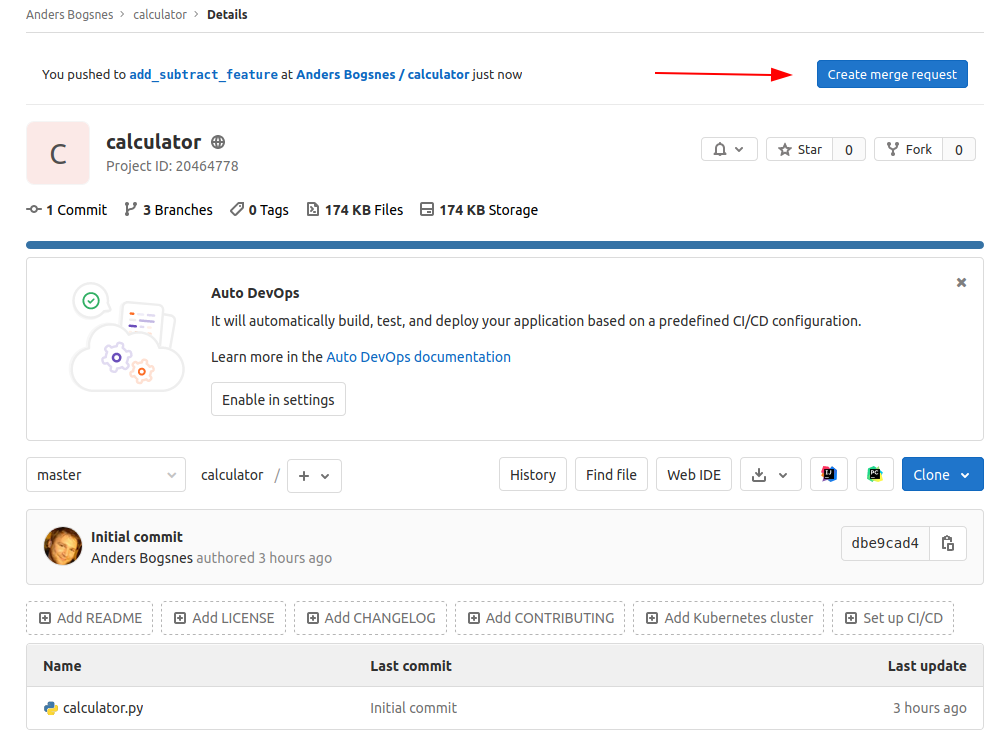 Anders Bogsnes > calculator > Details
You pushed to add_subtract_feature at Anders Bogsnes / calculator just now
Create merge request
C
calculator
Project ID: 20464778
Star 0
Fork 0
1 Commit 3 Branches 0 Tags 174 KB Files 174 KB Storage
Auto DevOps
It will automatically build, test, and deploy your application based on a predefined CI/CD configuration.
Learn more in the Auto DevOps documentation
Enable in settings
master calculator / + History Find file Web IDE IJ PC Clone
Initial commit
Anders Bogsnes authored 3 hours ago
dbe9cad4
Add README Add LICENSE Add CHANGELOG Add CONTRIBUTING Add Kubernetes cluster Set up CI/CD
Name Last commit Last update
calculator.py Initial commit 3 hours ago